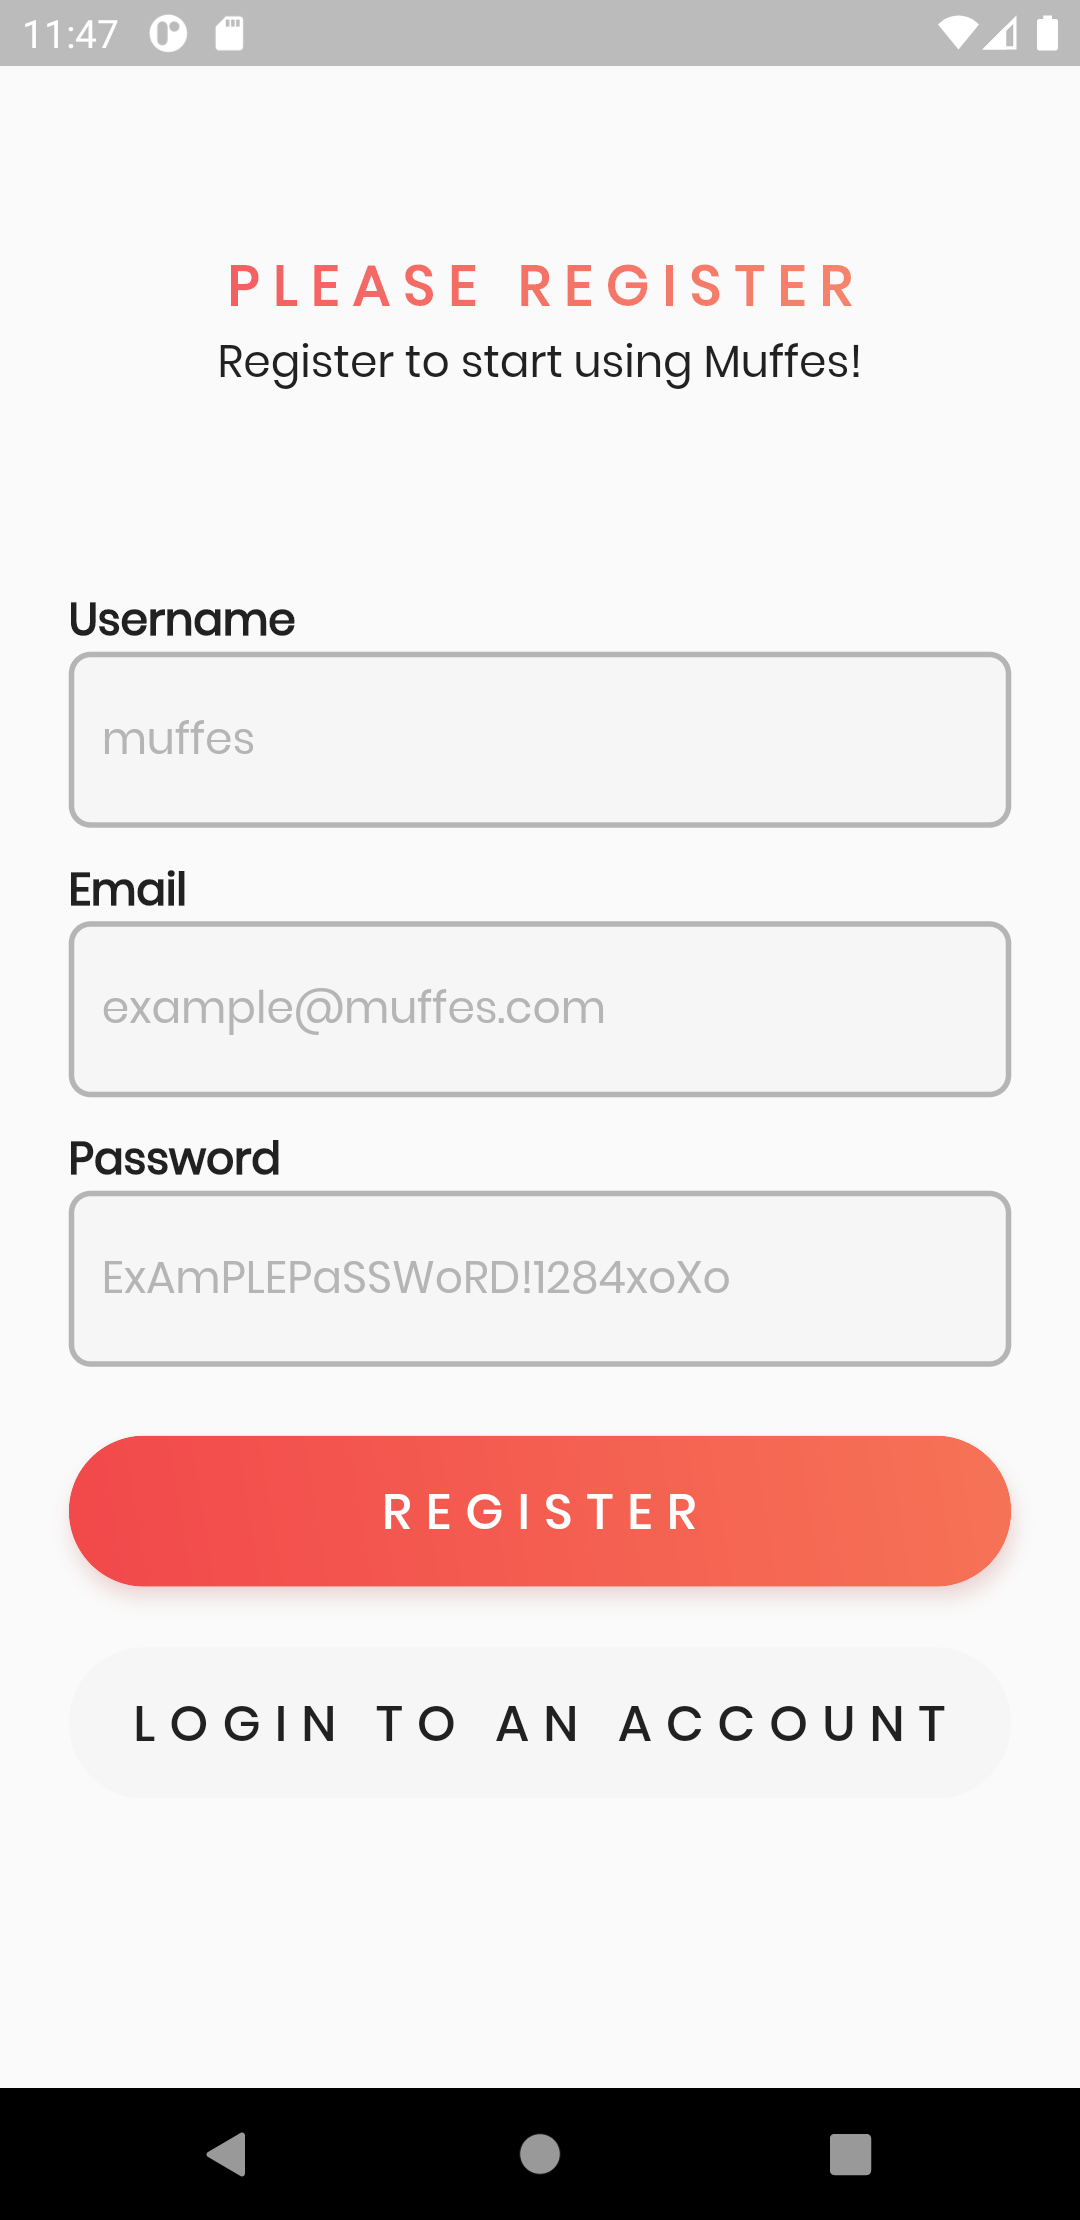 11:47
PLEASE REGISTER
Register to start using Muffes!
Username
muffes
Email
example@muffes.com
Password
ExAmPLEPaSSWoRD!1284xoXo
REGISTER
LOGIN TO AN ACCOUNT